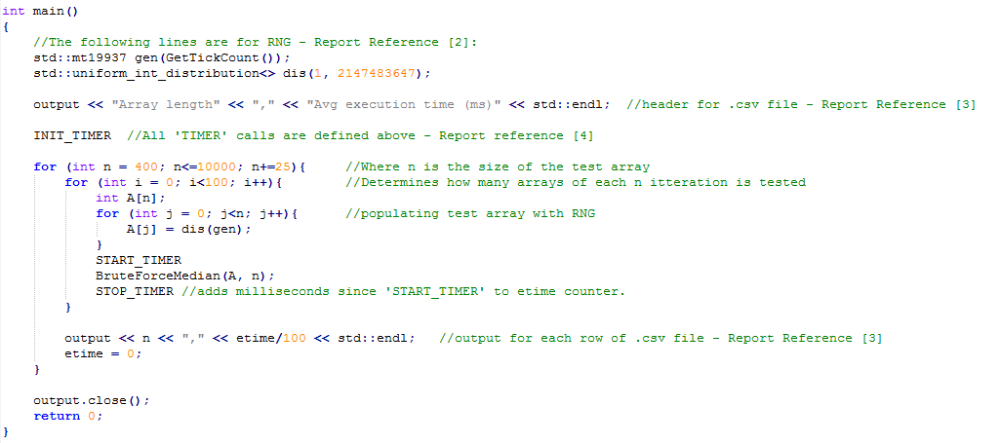 int main()
{
//The following lines are for RNG - Report Reference [2]:
std::mt19937 gen(GetTickCount());
std::uniform_int_distribution<> dis(1, 2147483647);
output << "Array length" << "," << "Avg execution time (ms)" << std::endl;  //header for .csv file - Report Reference [3]
INIT_TIMER  //All 'TIMER' calls are defined above - Report reference [4]
for (int n = 400; n<=10000; n+=25){     //Where n is the size of the test array
for (int i = 0; i<100; i++){        //Determines how many arrays of each n itteration is tested
int A[n];
for (int j = 0; j<n; j++){      //populating test array with RNG
A[j] = dis(gen);
}
START_TIMER
BruteForceMedian(A, n);
STOP_TIMER //adds milliseconds since 'START_TIMER' to etime counter.
}
output << n << "," << etime/100 << std::endl;   //output for each row of .csv file - Report Reference [3]
etime = 0;
}
output.close();
return 0;
}